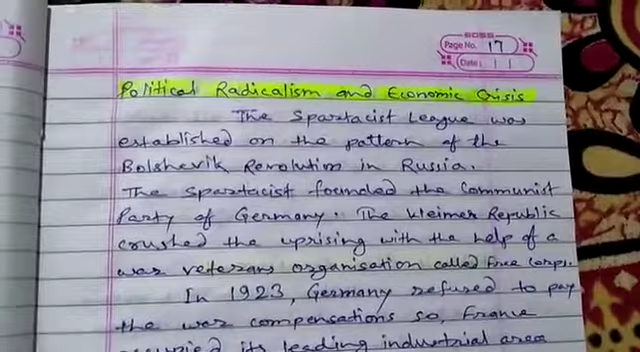 BOSS
Page No. 17
Date:
Political Radicalism and Economic Crisis
The Spartacist League was
established on the pattern of the
Bolshevik Revolution in Russia.
The Spartacist founded the Communist
Party of Germany. The Weimer Republic
crushed the uprising with the help of a
war veterans organisation called Free Corps.
In 1923, Germany refused to pay
the war compensations so, France
occupied its leading industrial area